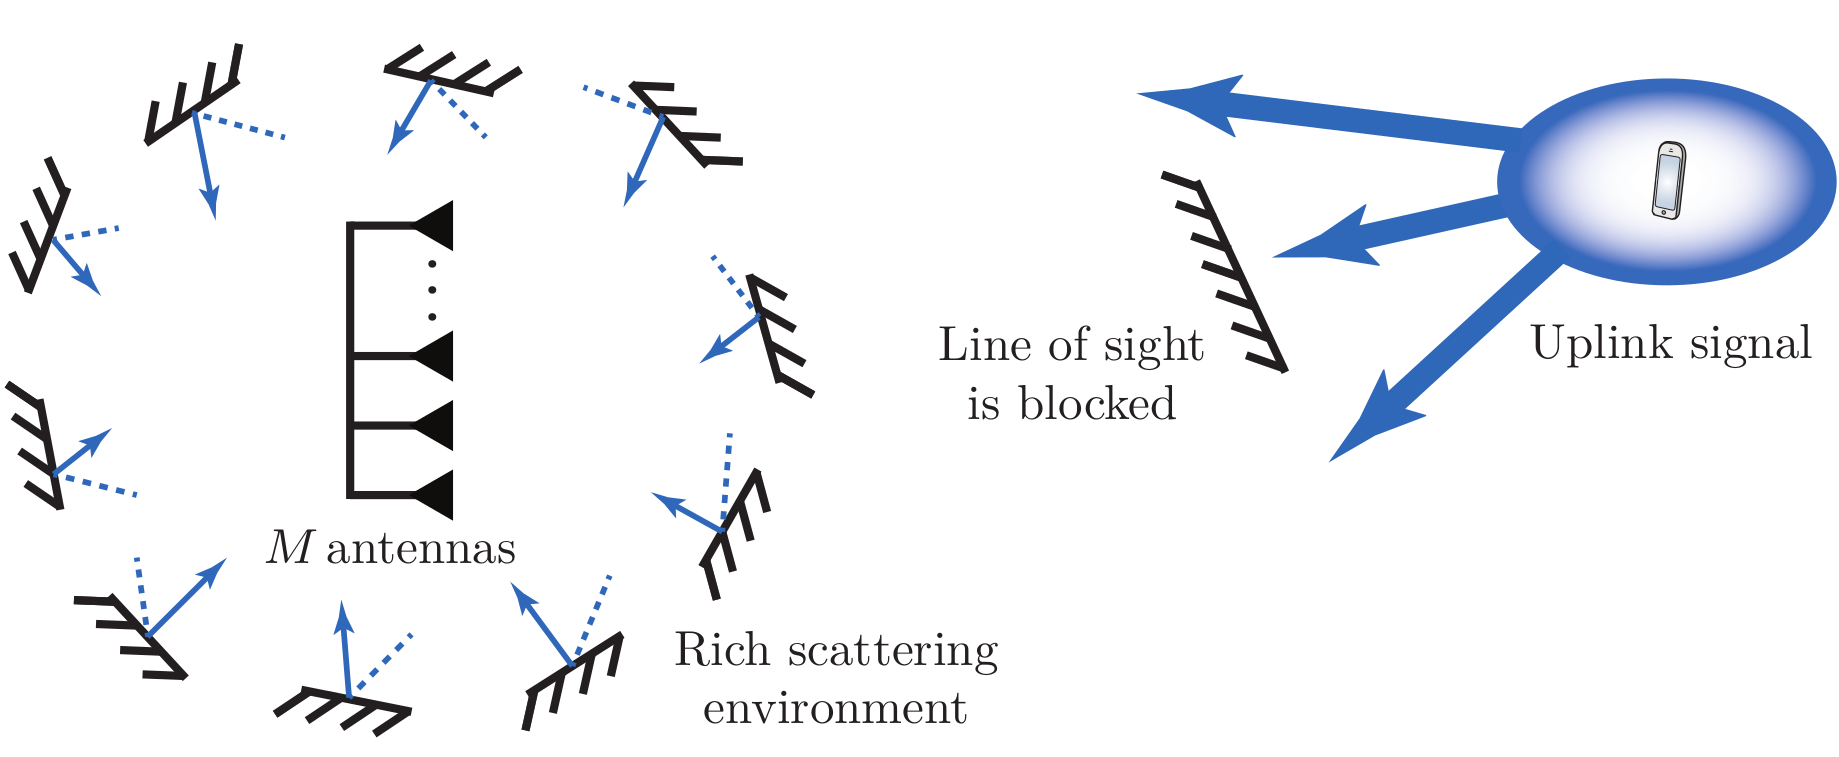 Line of sight
is blocked
Uplink signal
M antennas
Rich scattering
environment